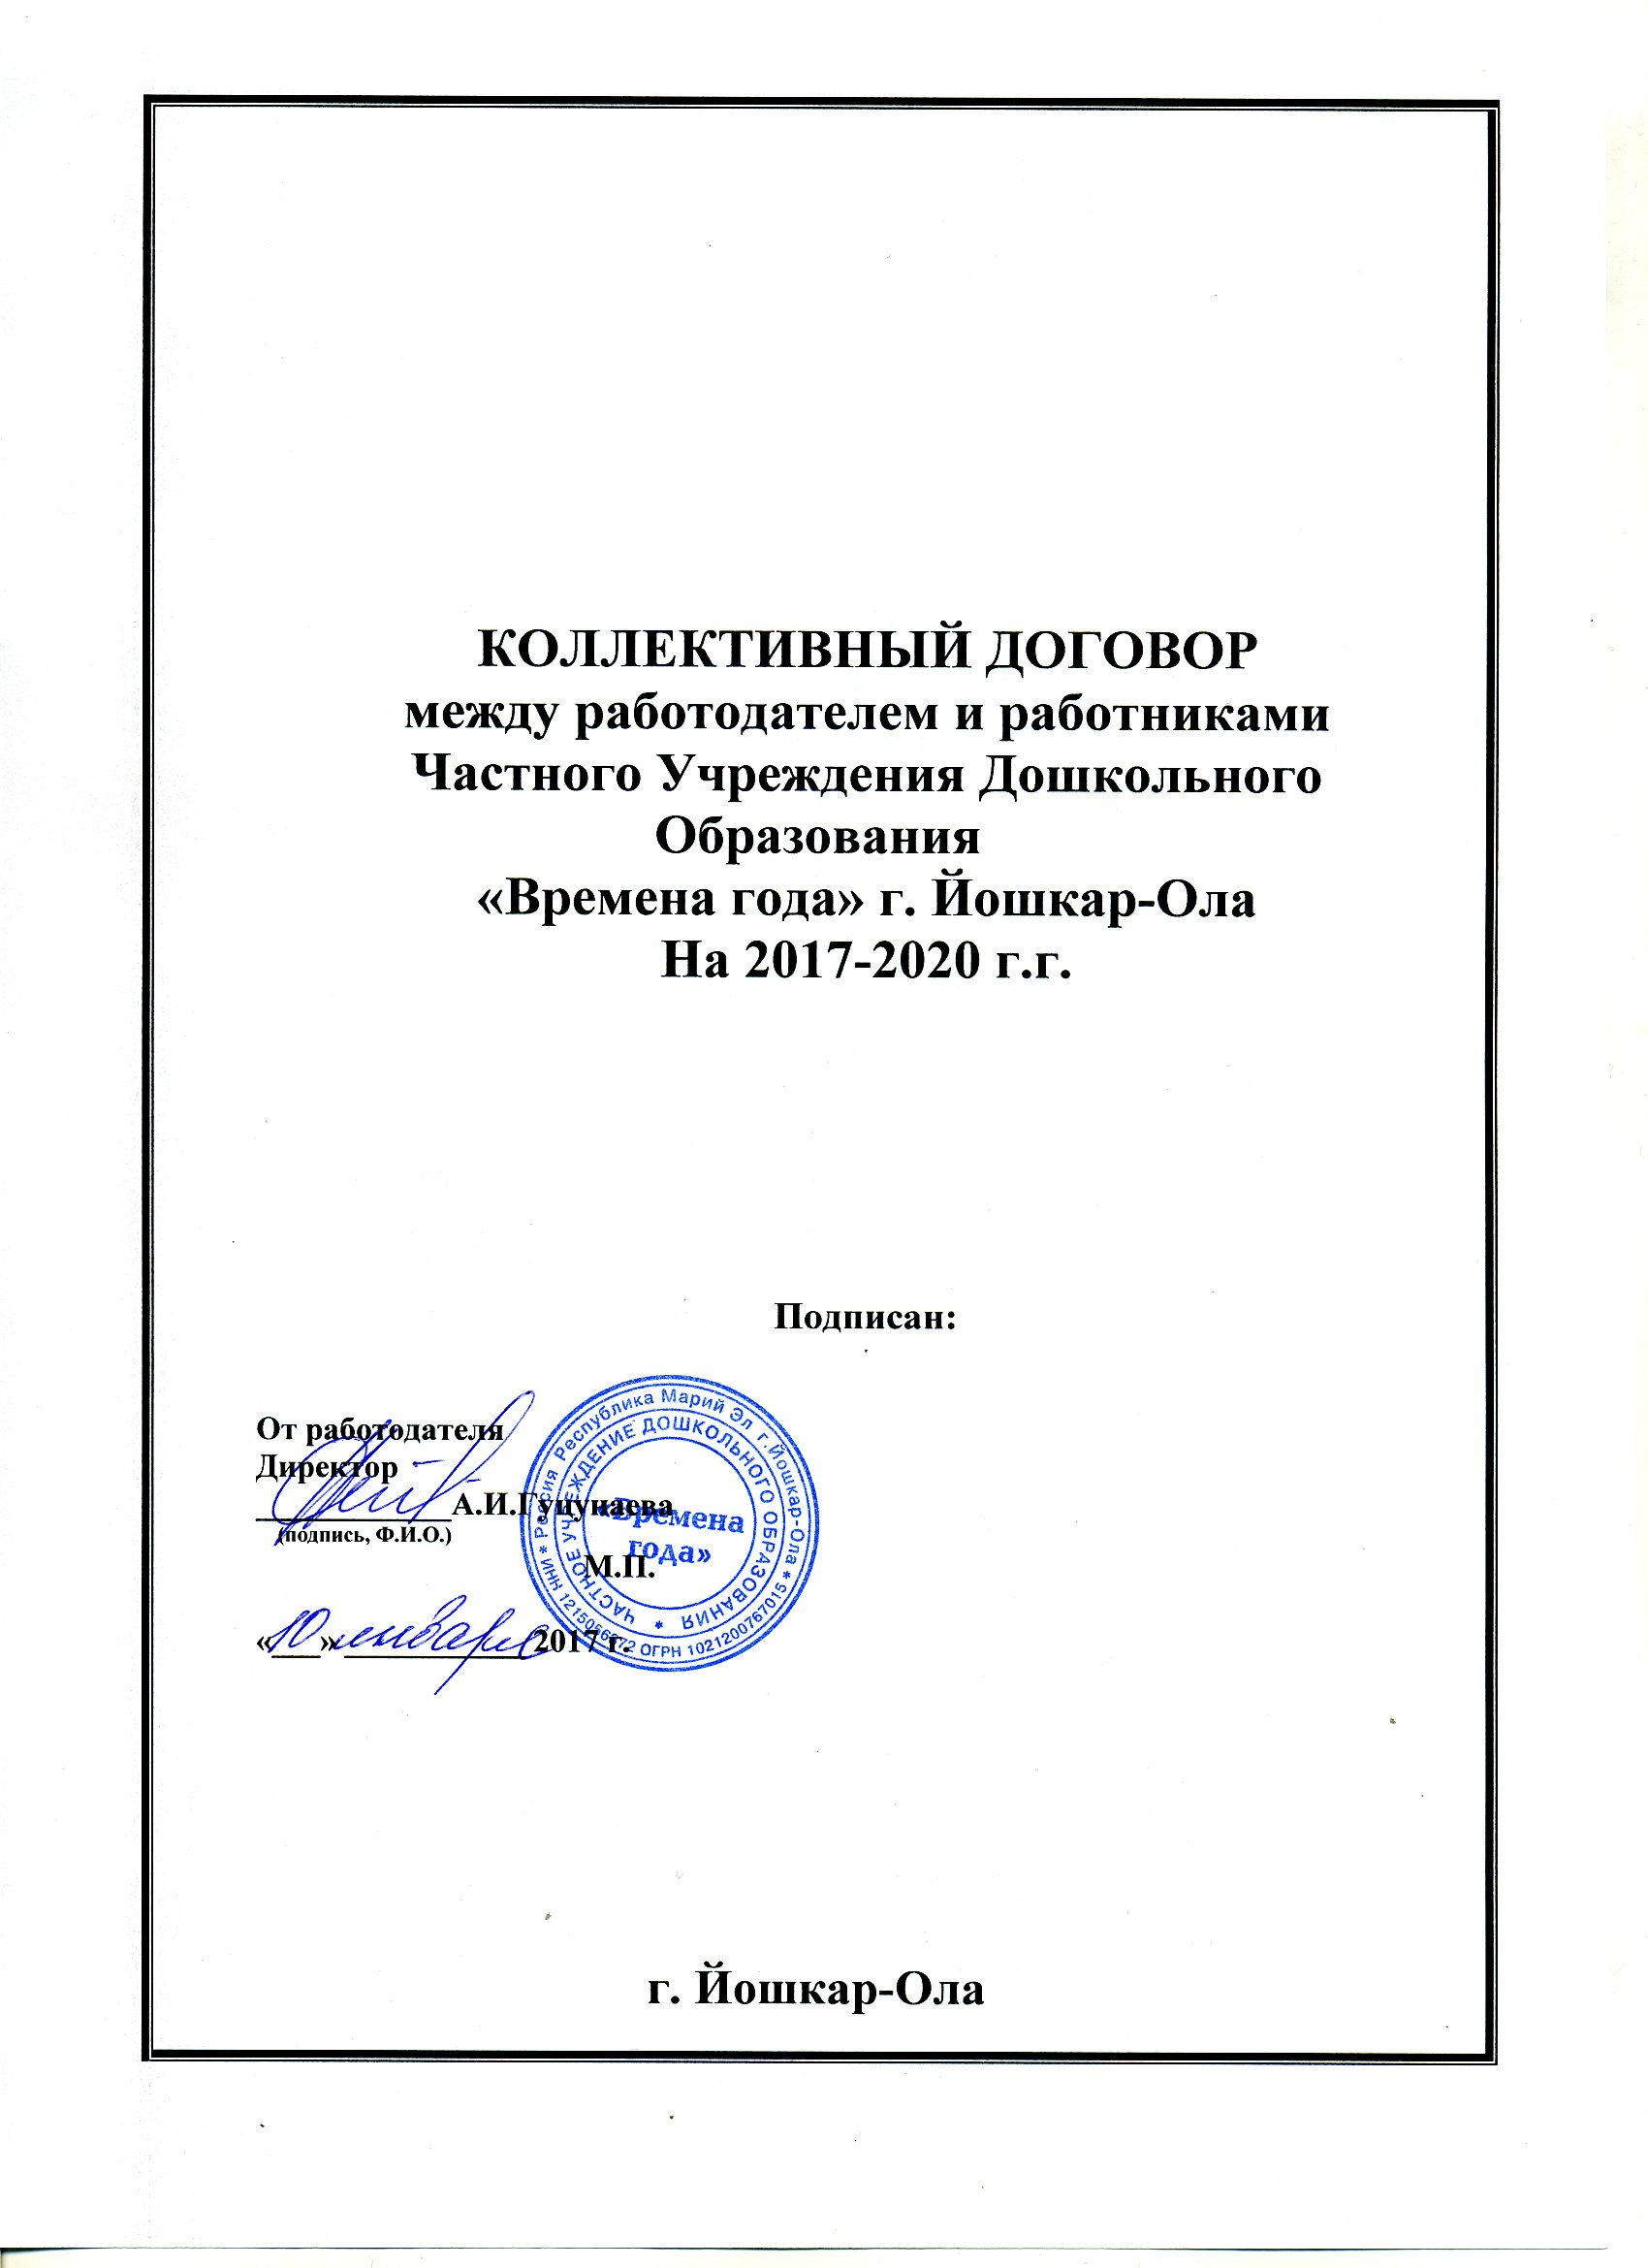 КОЛЛЕКТИВНЫЙ ДОГОВОР
между работодателем и работниками
Частного Учреждения Дошкольного
Образования
«Времена года» г. Йошкар-Ола
На 2017-2020 г.г.
Подписан:
От работодателя
Директор
____________А.И.Гуцунаева
(подпись, Ф.И.О.)
М.П.
«10» января 2017 г.
* Россия Республика Марий Эл г.Йошкар-Ола *
ИНН ОГРН 1021200767015
ЧАСТНОЕ УЧРЕЖДЕНИЕ ДОШКОЛЬНОГО ОБРАЗОВАНИЯ *
«Времена
года»
г. Йошкар-Ола